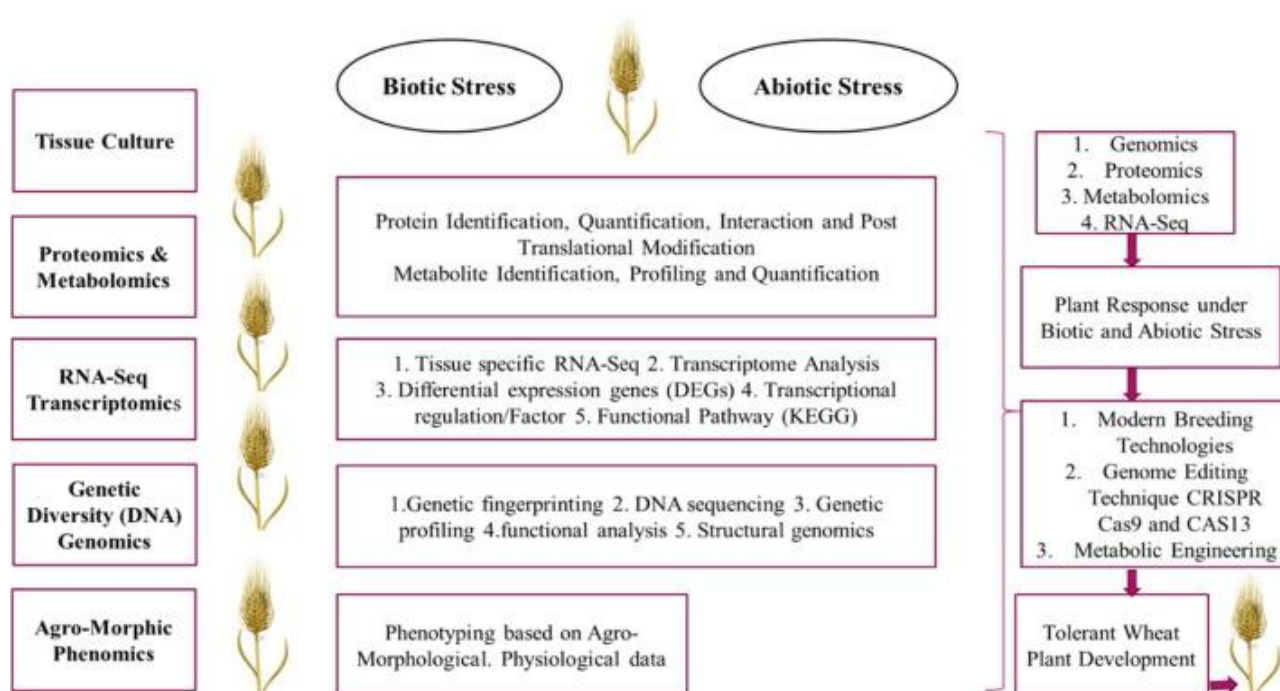 Biotic Stress
Abiotic Stress
Tissue Culture
Proteomics &
Metabolomics
RNA-Seq
Transcriptomics
Genetic
Diversity (DNA)
Genomics
Agro-Morphic
Phenomics
Protein Identification, Quantification, Interaction and Post
Translational Modification
Metabolite Identification, Profiling and Quantification
1. Tissue specific RNA-Seq 2. Transcriptome Analysis
3. Differential expression genes (DEGs) 4. Transcriptional
regulation/Factor 5. Functional Pathway (KEGG)
1.Genetic fingerprinting 2. DNA sequencing 3. Genetic
profiling 4.functional analysis 5. Structural genomics
Phenotyping based on Agro-
Morphological. Physiological data
1. Genomics
2. Proteomics
3. Metabolomics
4. RNA-Seq
Plant Response under
Biotic and Abiotic Stress
1. Modern Breeding
Technologies
2. Genome Editing
Technique CRISPR
Cas9 and CAS13
3. Metabolic Engineering
Tolerant Wheat
Plant Development